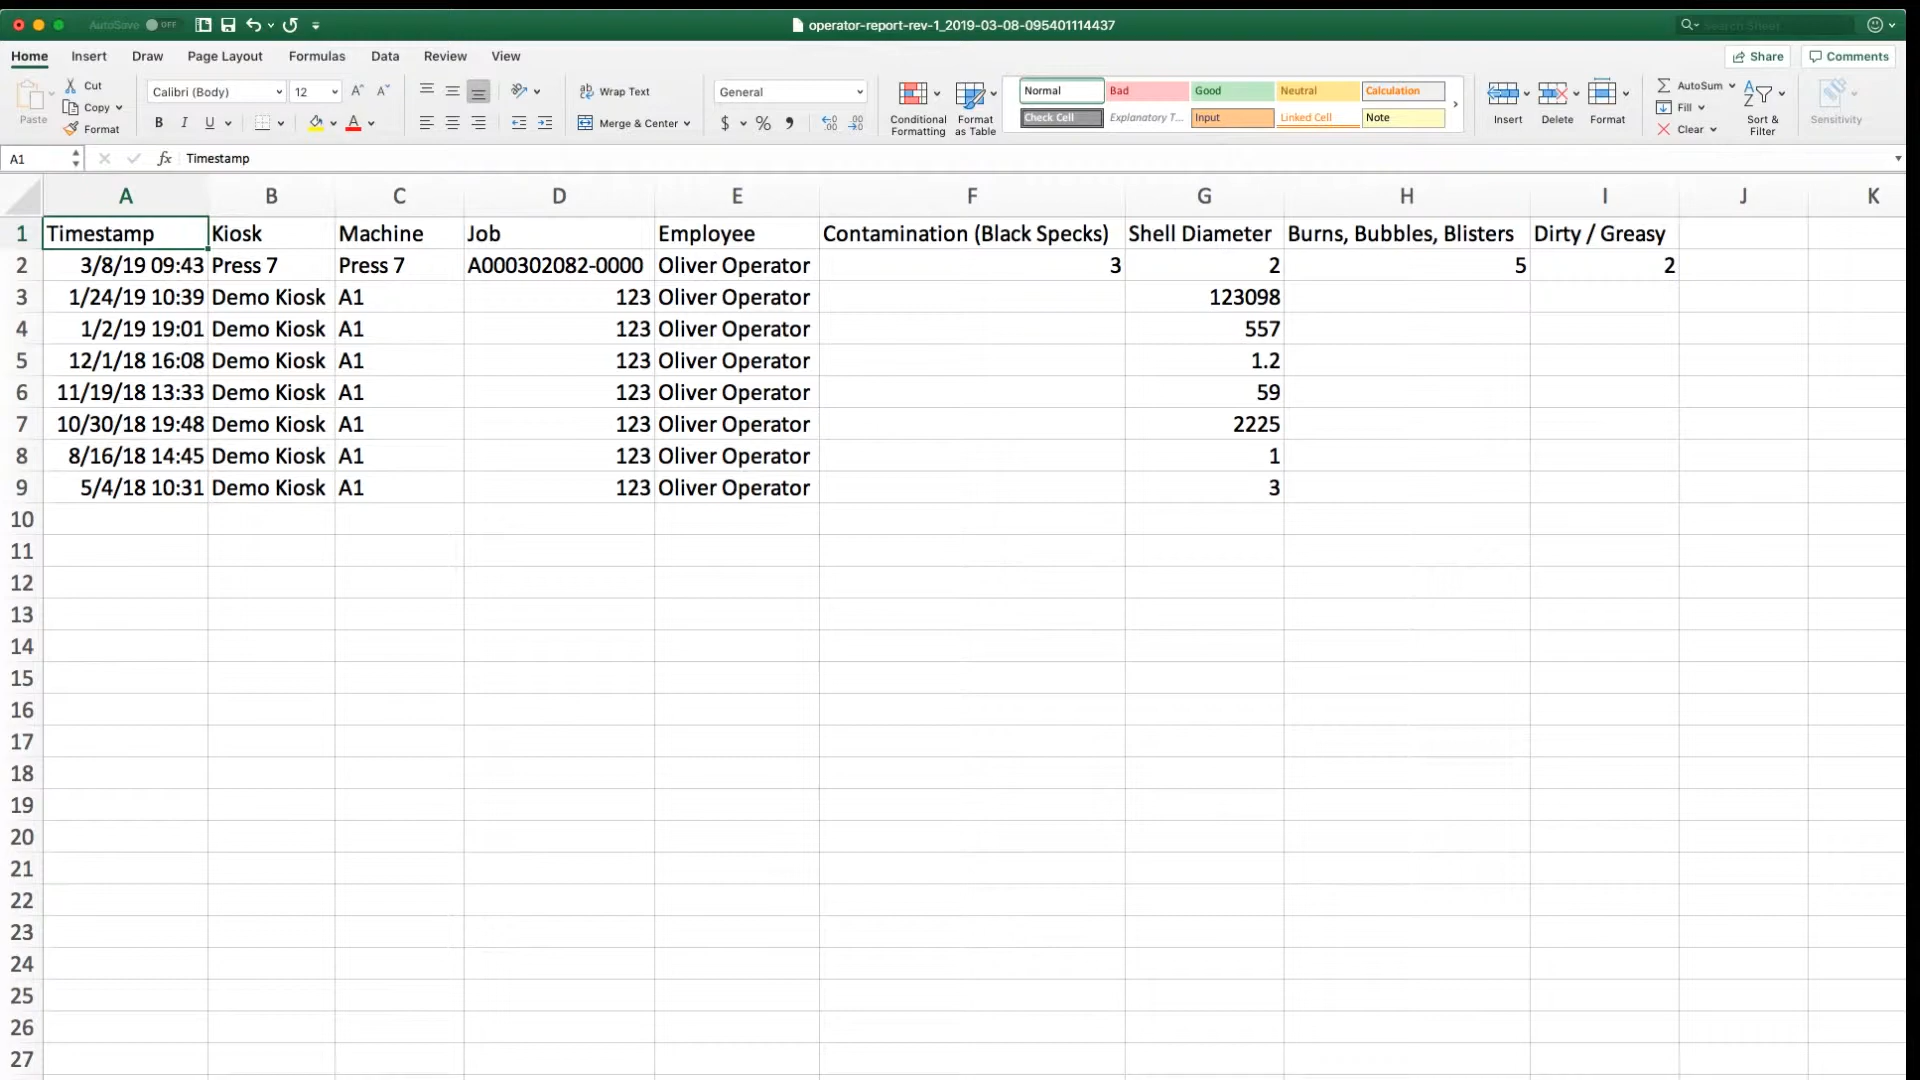 AutoSave OFF operator-report-rev-1_2019-03-08-095401114437 Search Sheet
Home Insert Draw Page Layout Formulas Data Review View Share Comments
Paste Cut Copy Format Calibri (Body) 12 Wrap Text General Conditional Formatting Format as Table Normal Bad Good Neutral Calculation Insert Delete Format AutoSum Fill Clear Sort & Filter Sensitivity
B I U A Merge & Center $ % Check Cell Explanatory T... Input Linked Cell Note
A1 fx Timestamp
A B C D E F G H I J K
1 Timestamp Kiosk Machine Job Employee Contamination (Black Specks) Shell Diameter Burns, Bubbles, Blisters Dirty / Greasy
2 3/8/19 09:43 Press 7 Press 7 A000302082-0000 Oliver Operator 3 2 5 2
3 1/24/19 10:39 Demo Kiosk A1 123 Oliver Operator 123098
4 1/2/19 19:01 Demo Kiosk A1 123 Oliver Operator 557
5 12/1/18 16:08 Demo Kiosk A1 123 Oliver Operator 1.2
6 11/19/18 13:33 Demo Kiosk A1 123 Oliver Operator 59
7 10/30/18 19:48 Demo Kiosk A1 123 Oliver Operator 2225
8 8/16/18 14:45 Demo Kiosk A1 123 Oliver Operator 1
9 5/4/18 10:31 Demo Kiosk A1 123 Oliver Operator 3
10
11
12
13
14
15
16
17
18
19
20
21
22
23
24
25
26
27